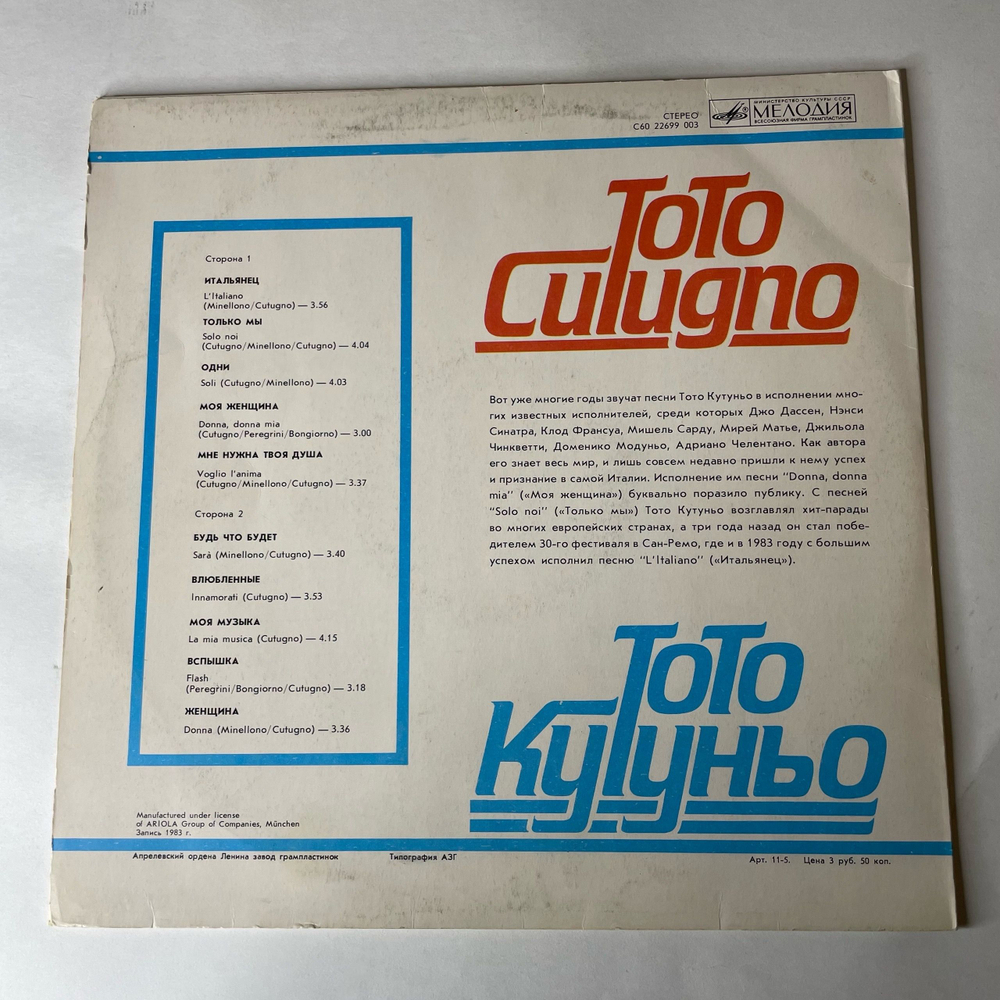 СТЕРЕО
С60 22699 003
МИНИСТЕРСТВО КУЛЬТУРЫ СССР
МЕЛОДИЯ
ВСЕСОЮЗНАЯ ФИРМА ГРАМПЛАСТИНОК
Toto
Cutugno
Сторона 1
ИТАЛЬЯНЕЦ
L'Italiano
(Minellono/Cutugno) — 3.56
ТОЛЬКО МЫ
Solo noi
(Cutugno/Minellono/Cutugno) — 4.04
ОДНИ
Soli (Cutugno/Minellono) — 4.03
МОЯ ЖЕНЩИНА
Donna, donna mia
(Cutugno/Peregrini/Bongiorno) — 3.00
МНЕ НУЖНА ТВОЯ ДУША
Voglio l'anima
(Cutugno/Minellono/Cutugno) — 3.37
Сторона 2
БУДЬ ЧТО БУДЕТ
Sarà (Minellono/Cutugno) — 3.40
ВЛЮБЛЕННЫЕ
Innamorati (Cutugno) — 3.53
МОЯ МУЗЫКА
La mia musica (Cutugno) — 4.15
ВСПЫШКА
Flash
(Peregrini/Bongiorno/Cutugno) — 3.18
ЖЕНЩИНА
Donna (Minellono/Cutugno) — 3.36
Вот уже многие годы звучат песни Тото Кутуньо в исполнении мно-
гих известных исполнителей, среди которых Джо Дассен, Нэнси
Синатра, Клод Франсуа, Мишель Сарду, Мирей Матье, Джильола
Чинкветти, Доменико Модуньо, Адриано Челентано. Как автора
его знает весь мир, и лишь совсем недавно пришли к нему успех
и признание в самой Италии. Исполнение им песни "Donna, donna
mia" («Моя женщина») буквально поразило публику. С песней
"Solo noi" («Только мы») Тото Кутуньо возглавлял хит-парады
во многих европейских странах, а три года назад он стал побе-
дителем 30-го фестиваля в Сан-Ремо, где и в 1983 году с большим
успехом исполнил песню "L'Italiano" («Итальянец»).
Тото
Кутуньо
Manufactured under license
of ARIOLA Group of Companies, München
Запись 1983 г.
Апрелевский ордена Ленина завод грампластинок
Типография АЗГ
Арт. 11-5. Цена 3 руб. 50 коп.